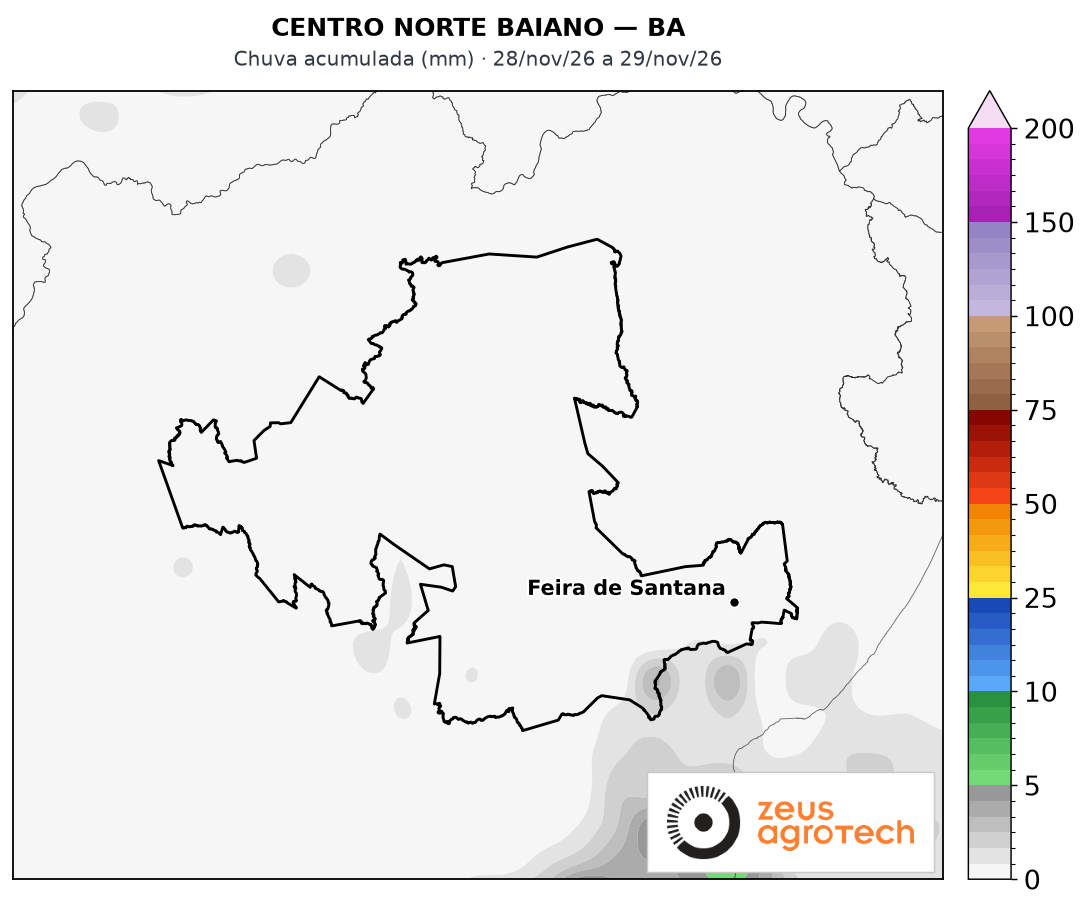 CENTRO NORTE BAIANO — BA
Chuva acumulada (mm) · 28/nov/26 a 29/nov/26
200
150
100
75
50
25
10
5
0
Feira de Santana
zeus
agrotech